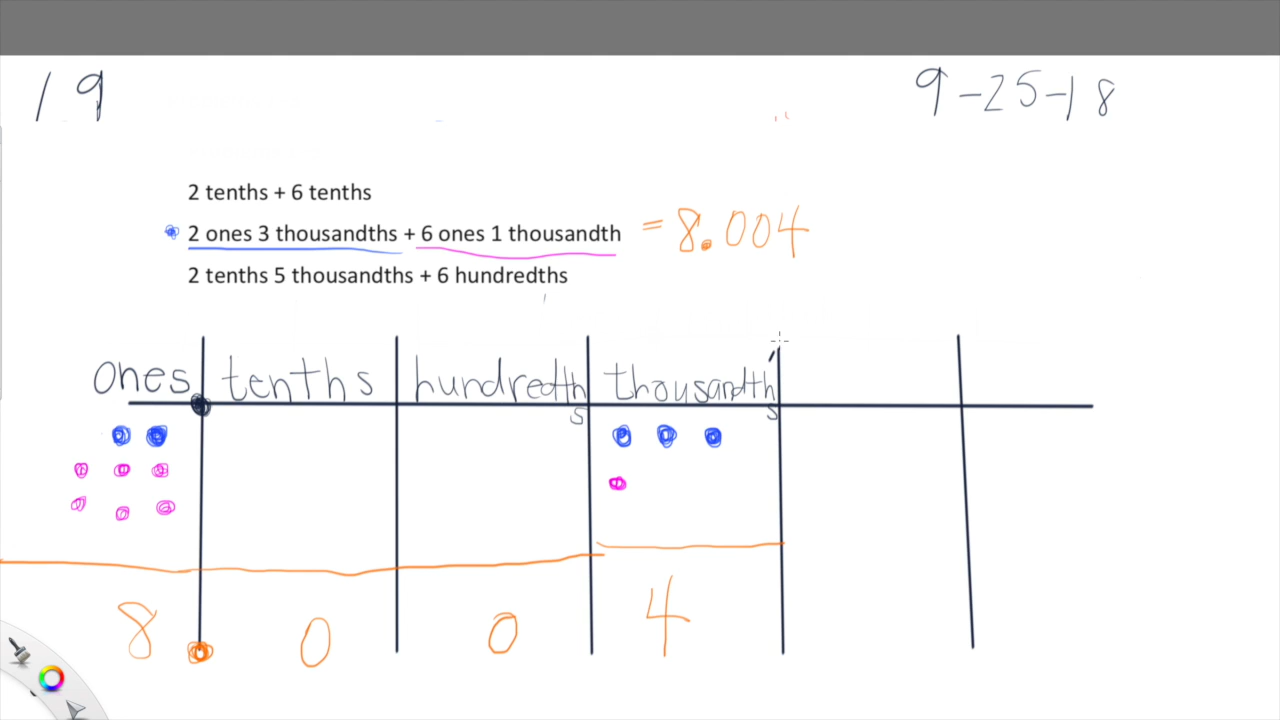 19 9-25-18
2 tenths + 6 tenths
2 ones 3 thousandths + 6 ones 1 thousandth = 8.004
2 tenths 5 thousandths + 6 hundredths
ones tenths hundredths thousandths
8 . 0 0 4